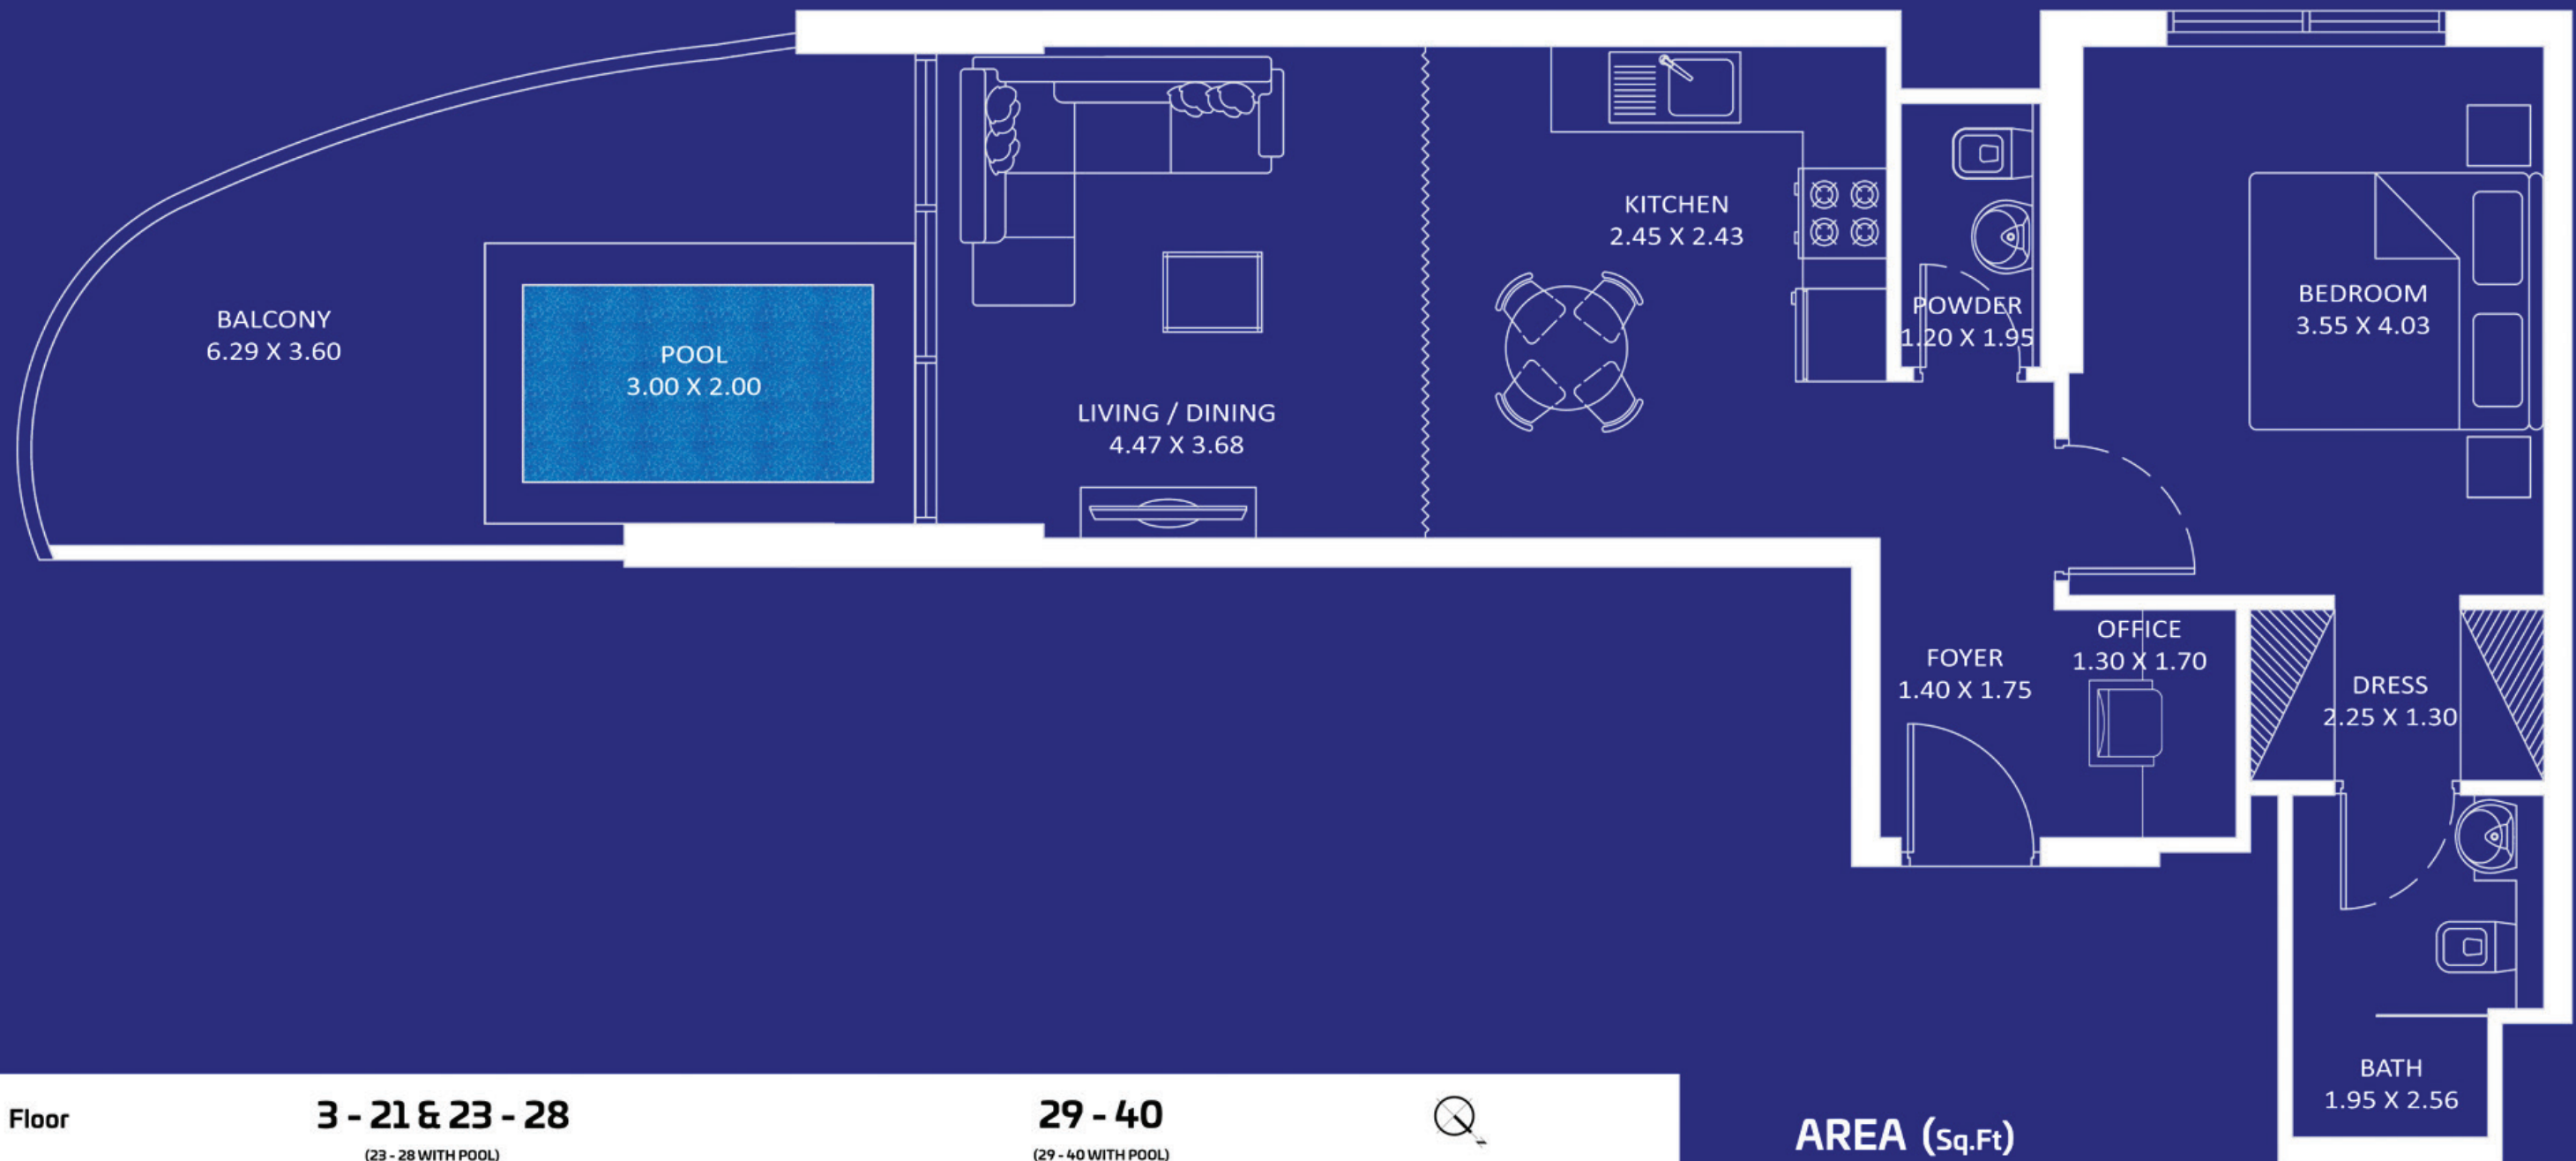 KITCHEN
2.45 X 2.43
BALCONY
6.29 X 3.60
POOL
3.00 X 2.00
LIVING / DINING
4.47 X 3.68
POWDER
1.20 X 1.95
BEDROOM
3.55 X 4.03
FOYER
1.40 X 1.75
OFFICE
1.30 X 1.70
DRESS
2.25 X 1.30
BATH
1.95 X 2.56
Floor
3 - 21 & 23 - 28
(23 - 28 WITH POOL)
29 - 40
(29 - 40 WITH POOL)
AREA (Sq.Ft)